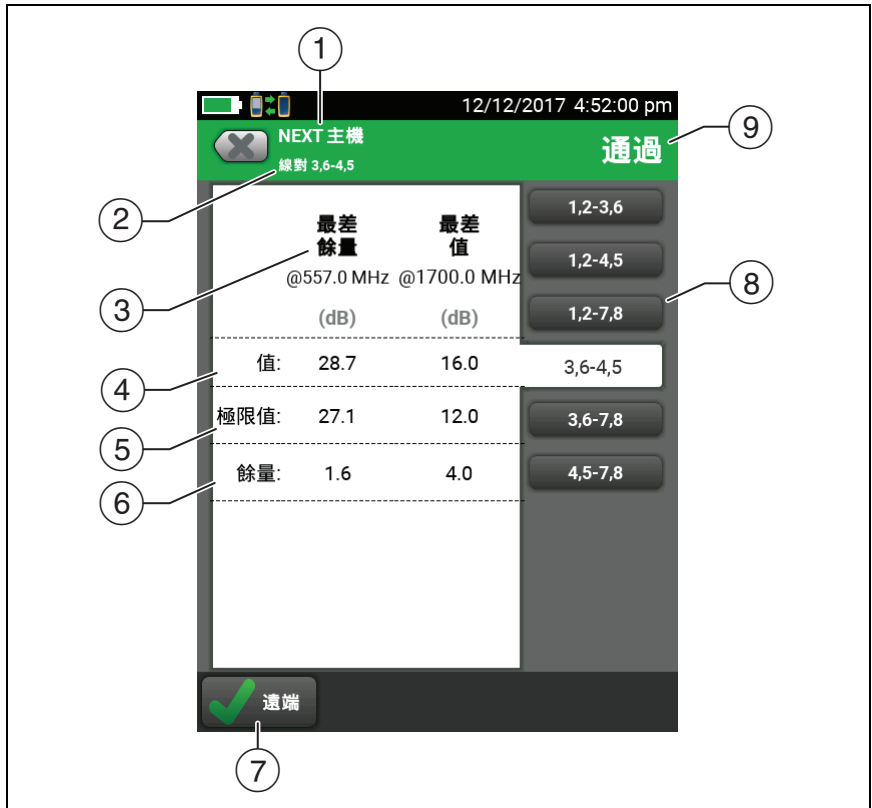 1
12/12/2017 4:52:00 pm
NEXT 主機
線對 3,6-4,5
通過
9
2
最差
餘量
最差
值
@557.0 MHz @1700.0 MHz
(dB) (dB)
3
值: 28.7 16.0
4
極限值: 27.1 12.0
5
餘量: 1.6 4.0
6
1,2-3,6
1,2-4,5
1,2-7,8
3,6-4,5
3,6-7,8
4,5-7,8
8
遠端
7